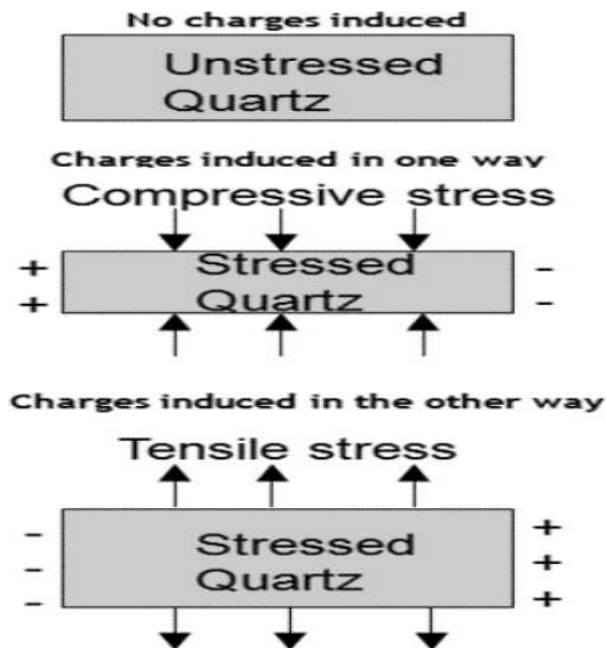 No charges induced
Unstressed
Quartz
Charges induced in one way
Compressive stress
+ Stressed -
+ Quartz -
Charges induced in the other way
Tensile stress
- +
- Stressed +
- Quartz +